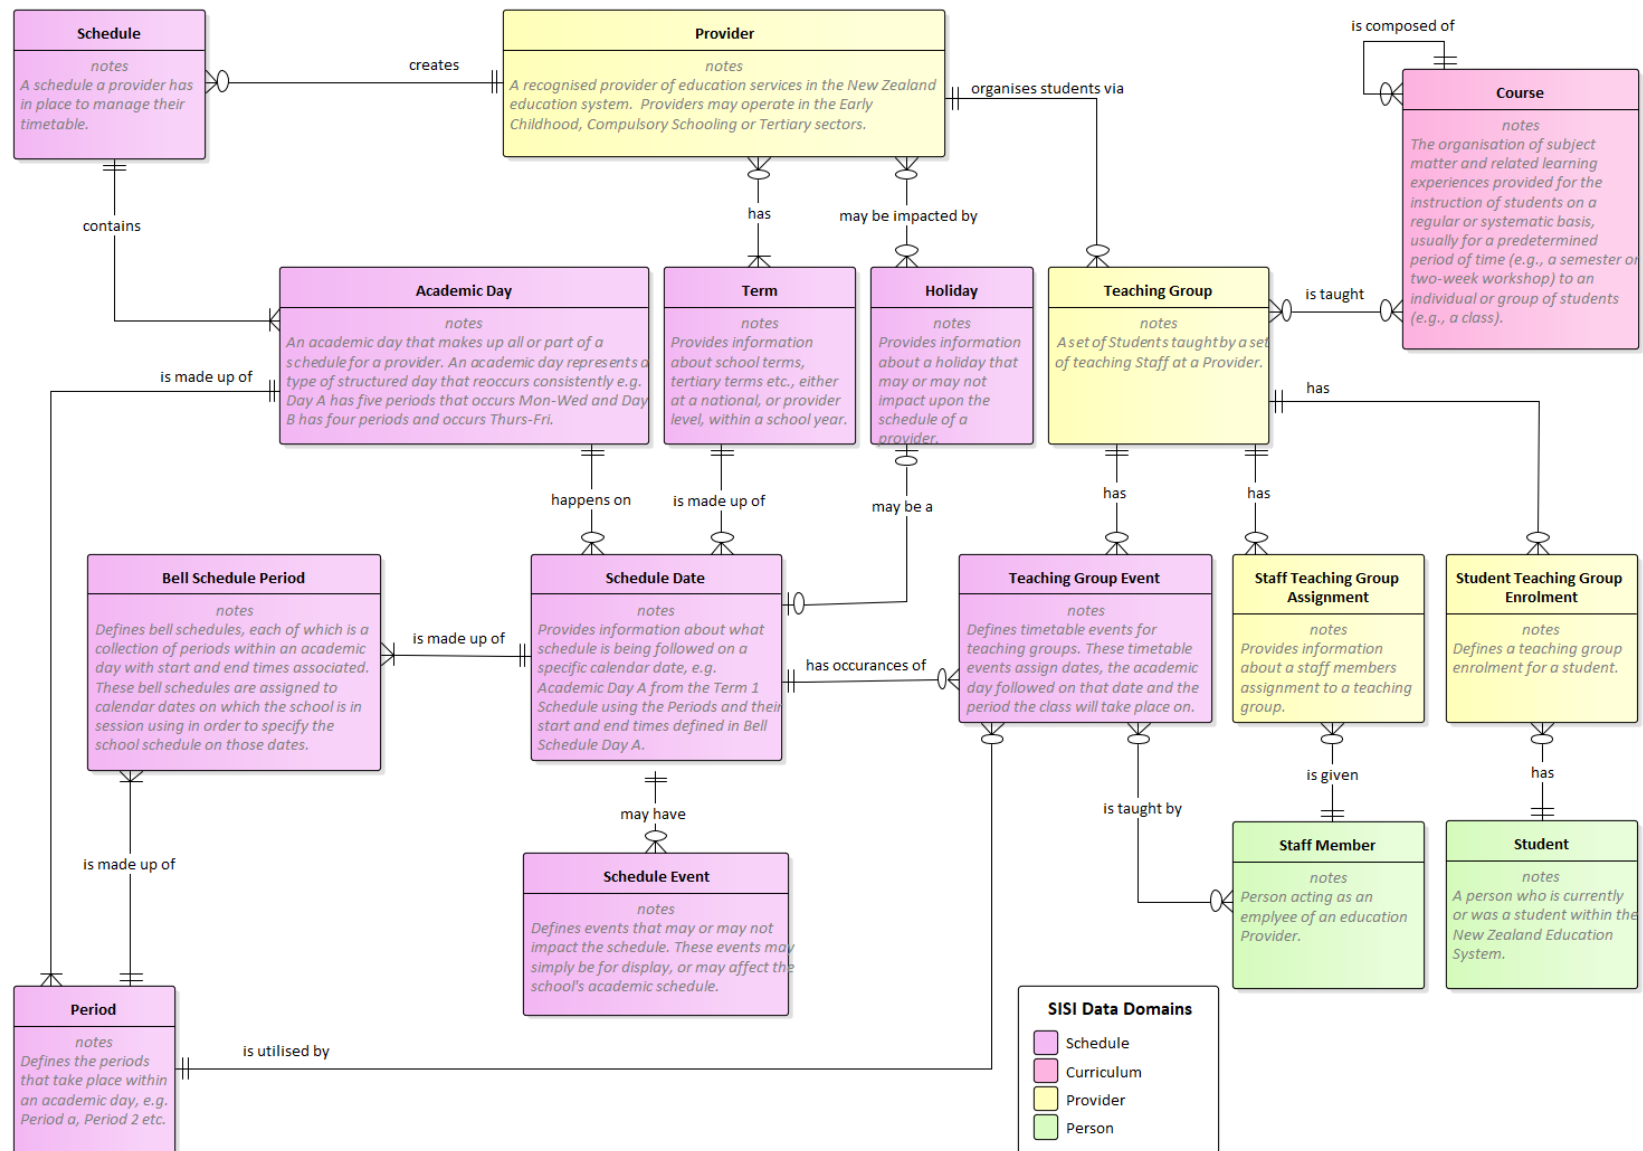 Schedule
notes
A schedule a provider has
in place to manage their
timetable.
creates
Provider
notes
A recognised provider of education services in the New Zealand
education system.  Providers may operate in the Early
Childhood, Compulsory Schooling or Tertiary sectors.
organises students via
is composed of
Course
notes
The organisation of subject
matter and related learning
experiences provided for the
instruction of students on a
regular or systematic basis,
usually for a predetermined
period of time (e.g., a semester or
two-week workshop) to an
individual or group of students
(e.g., a class).
contains
has
may be impacted by
is taught
Academic Day
notes
An academic day that makes up all or part of a
schedule for a provider. An academic day represents a
type of structured day that reoccurs consistently e.g.
Day A has five periods that occurs Mon-Wed and Day
B has four periods and occurs Thurs-Fri.
Term
notes
Provides information
about school terms,
tertiary terms etc., either
at a national, or provider
level, within a school year.
Holiday
notes
Provides information
about a holiday that
may or may not
impact upon the
schedule of a
provider.
Teaching Group
notes
A set of Students taught by a set
of teaching Staff at a Provider.
has
is made up of
happens on
is made up of
may be a
has
has
Bell Schedule Period
notes
Defines bell schedules, each of which is a
collection of periods within an academic
day with start and end times associated.
These bell schedules are assigned to
calendar dates on which the school is in
session using in order to specify the
school schedule on those dates.
is made up of
Schedule Date
notes
Provides information about what
schedule is being followed on a
specific calendar date, e.g.
Academic Day A from the Term 1
Schedule using the Periods and their
start and end times defined in Bell
Schedule Day A.
has occurances of
Teaching Group Event
notes
Defines timetable events for
teaching groups. These timetable
events assign dates, the academic
day followed on that date and the
period the class will take place on.
Staff Teaching Group
Assignment
notes
Provides information
about a staff members
assignment to a teaching
group.
Student Teaching Group
Enrolment
notes
Defines a teaching group
enrolment for a student.
may have
is taught by
is given
has
is made up of
Schedule Event
notes
Defines events that may or may not
impact the schedule. These events may
simply be for display, or may affect the
school's academic schedule.
Staff Member
notes
Person acting as an
emplyee of an education
Provider.
Student
notes
A person who is currently
or was a student within the
New Zealand Education
System.
Period
notes
Defines the periods
that take place within
an academic day, e.g.
Period a, Period 2 etc.
is utilised by
SISI Data Domains
Schedule
Curriculum
Provider
Person